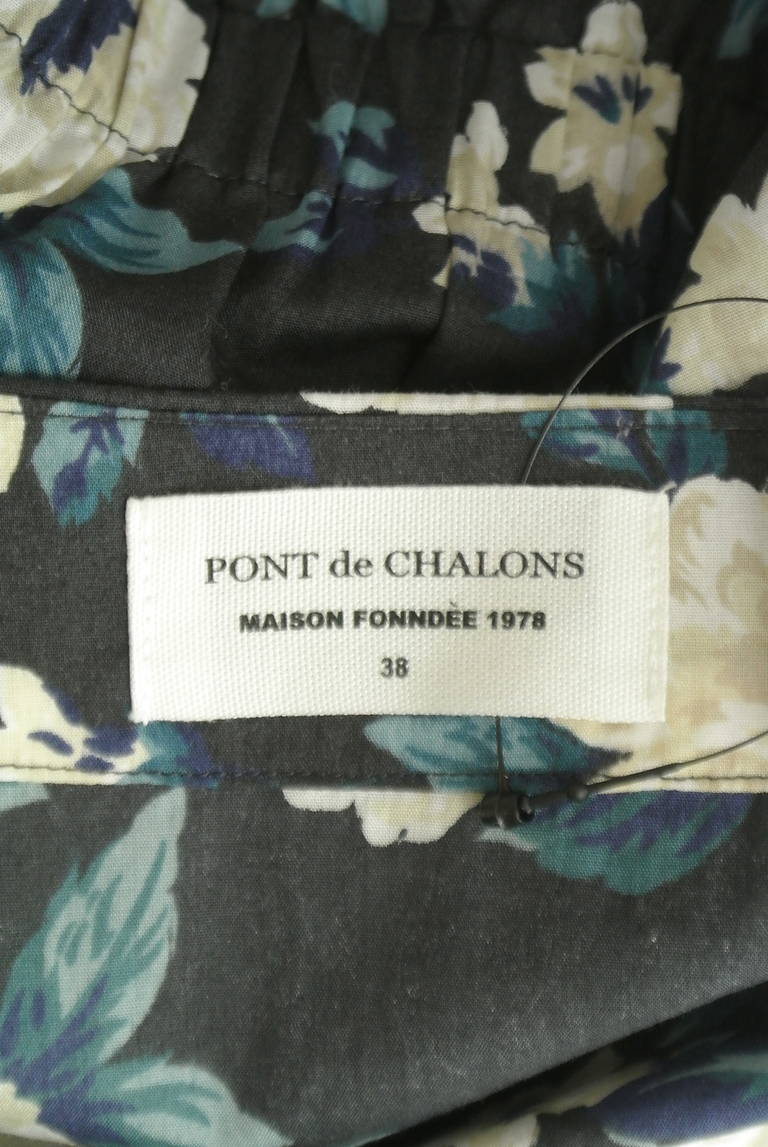 PONT de CHALONS
MAISON FONNDÈE 1978
38